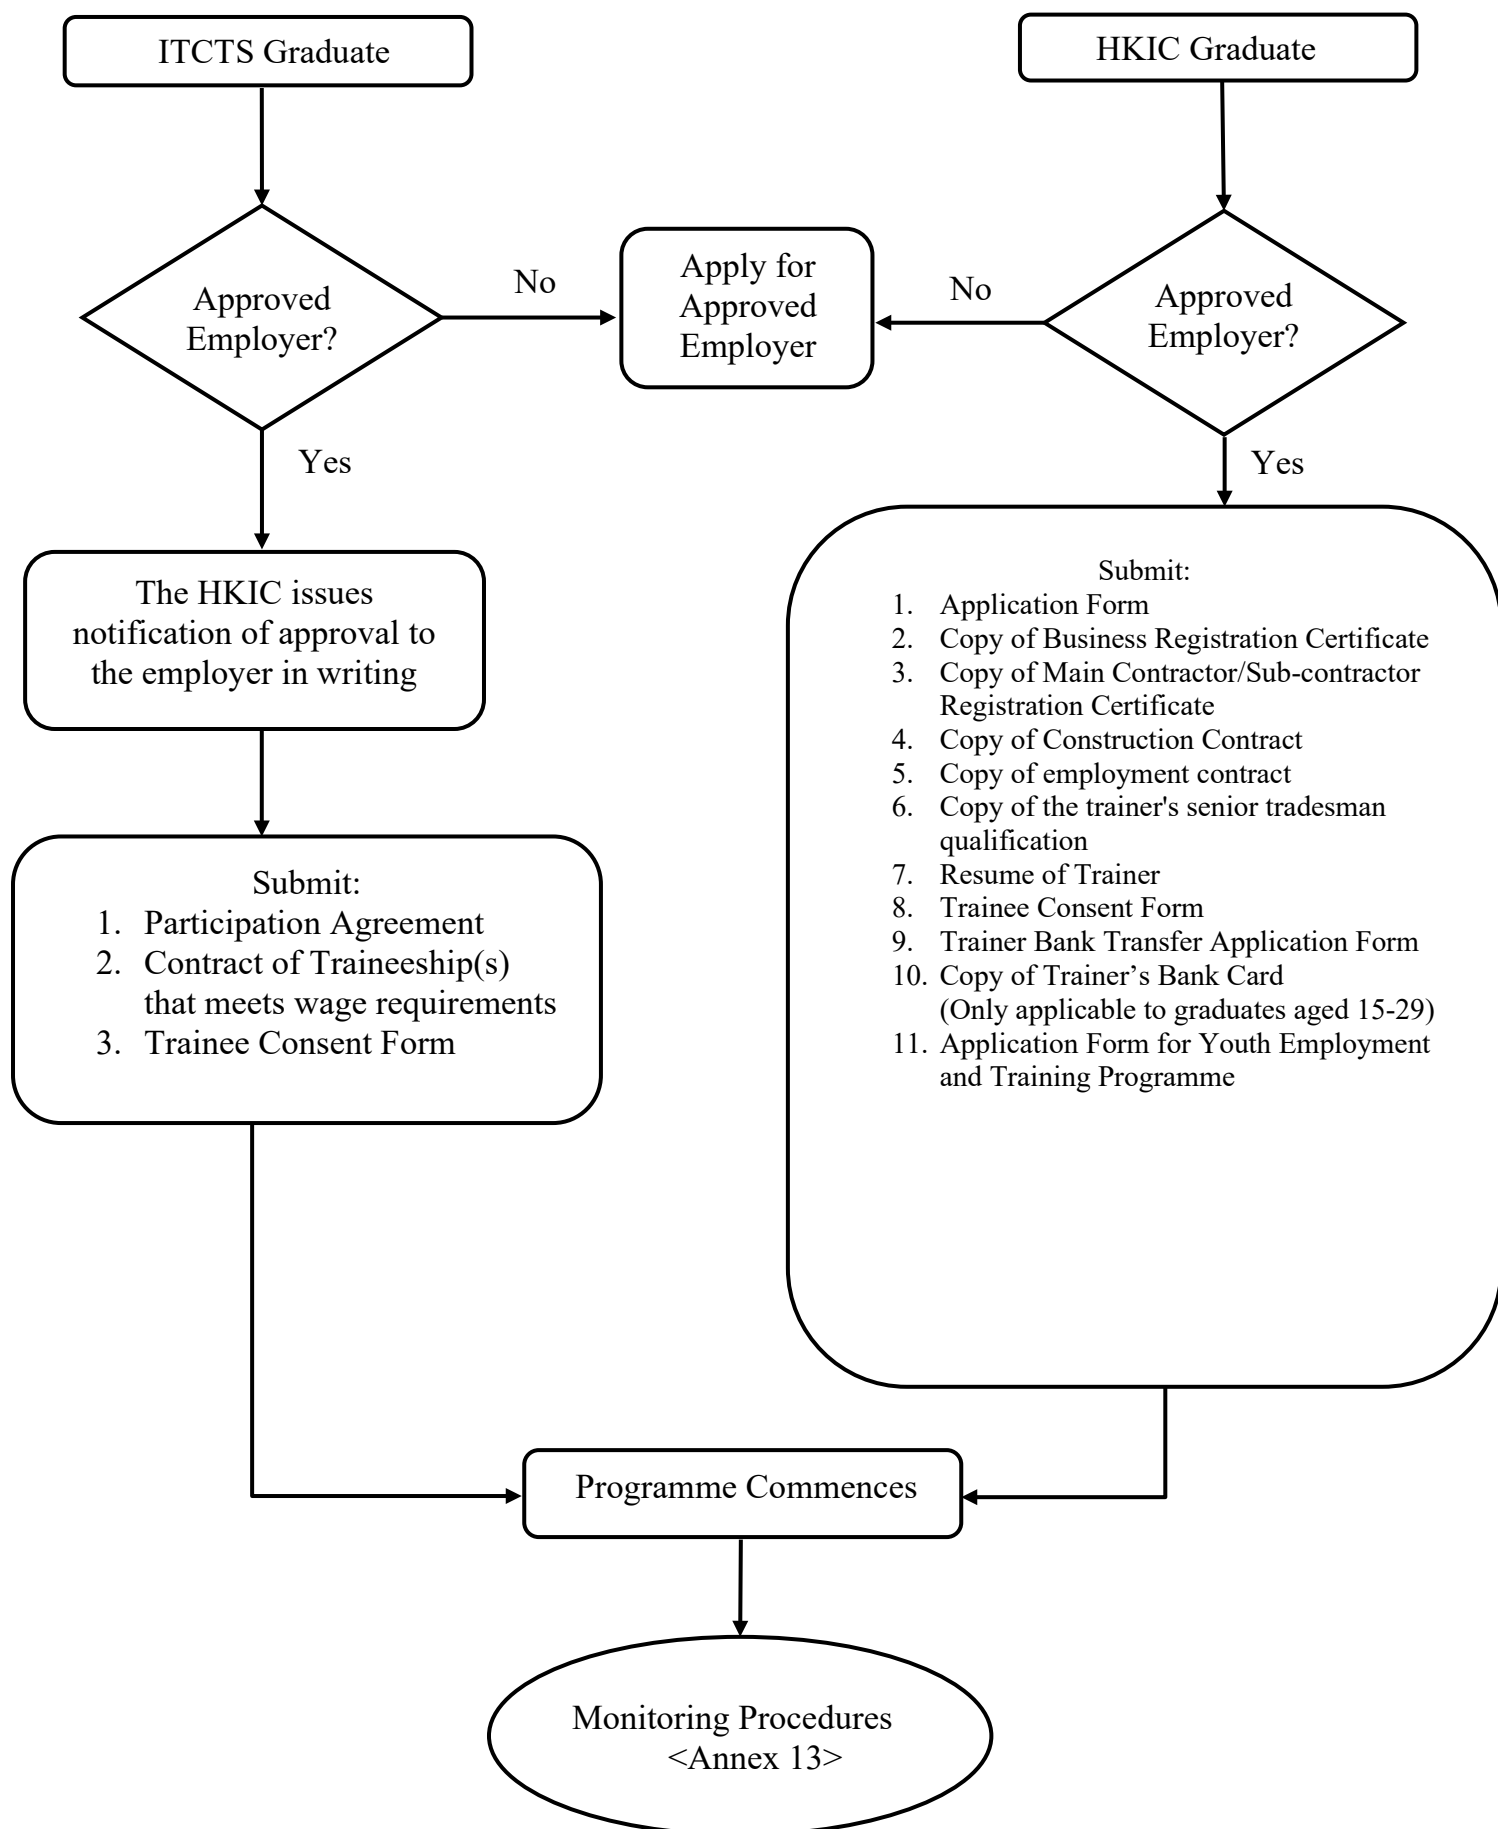 ITCTS Graduate
HKIC Graduate
Approved
Employer?
No
Apply for
Approved
Employer
No
Approved
Employer?
Yes
Yes
The HKIC issues
notification of approval to
the employer in writing
Submit:
1. Participation Agreement
2. Contract of Traineeship(s)
that meets wage requirements
3. Trainee Consent Form
Submit:
1. Application Form
2. Copy of Business Registration Certificate
3. Copy of Main Contractor/Sub-contractor
Registration Certificate
4. Copy of Construction Contract
5. Copy of employment contract
6. Copy of the trainer's senior tradesman
qualification
7. Resume of Trainer
8. Trainee Consent Form
9. Trainer Bank Transfer Application Form
10. Copy of Trainer’s Bank Card
(Only applicable to graduates aged 15-29)
11. Application Form for Youth Employment
and Training Programme
Programme Commences
Monitoring Procedures
<Annex 13>